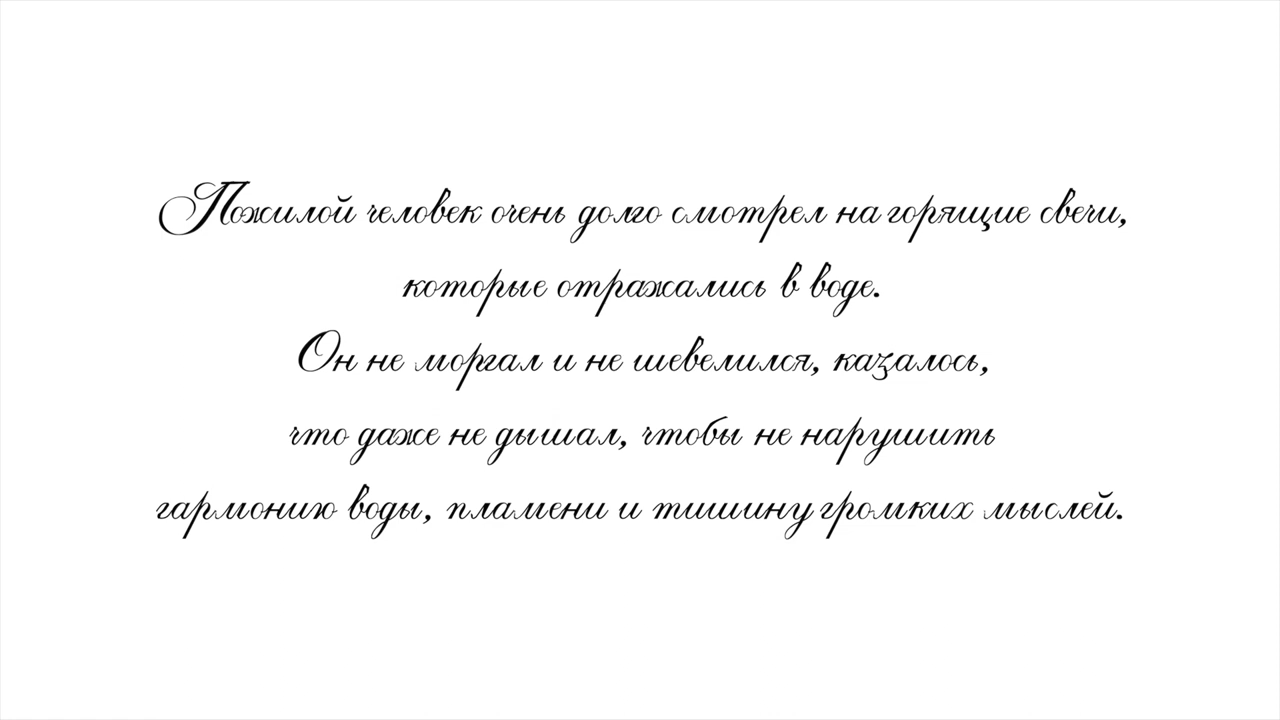 Пожилой человек очень долго смотрел на горящие свечи,
которые отражались в воде.
Он не моргал и не шевелился, казалось,
что даже не дышал, чтобы не нарушить
гармонию воды, пламени и тишину громких мыслей.